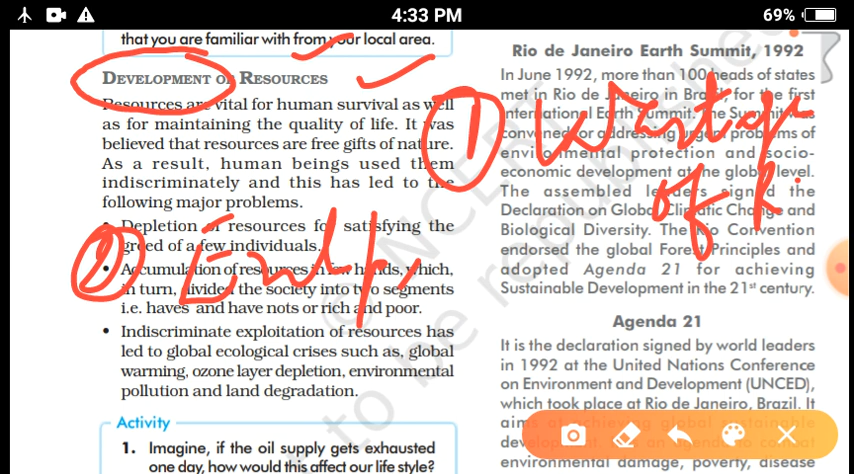 4:33 PM
69%
that you are familiar with from your local area.
DEVELOPMENT OF RESOURCES
Resources are vital for human survival as well
as for maintaining the quality of life. It was
believed that resources are free gifts of nature.
As a result, human beings used them
indiscriminately and this has led to the
following major problems.
• Depletion of resources for satisfying the
greed of a few individuals.
• Accumulation of resources in few hands, which,
in turn, divided the society into two segments
i.e. haves and have nots or rich and poor.
• Indiscriminate exploitation of resources has
led to global ecological crises such as, global
warming, ozone layer depletion, environmental
pollution and land degradation.
Activity
1. Imagine, if the oil supply gets exhausted
one day, how would this affect our life style?
Rio de Janeiro Earth Summit, 1992
In June 1992, more than 100 heads of states
met in Rio de Janeiro in Brazil, for the first
International Earth Summit. The Summit was
convened for addressing urgent problems of
environmental protection and socio-
economic development at the global level.
The assembled leaders signed the
Declaration on Global Climatic Change and
Biological Diversity. The Rio Convention
endorsed the global Forest Principles and
adopted Agenda 21 for achieving
Sustainable Development in the 21st century.
Agenda 21
It is the declaration signed by world leaders
in 1992 at the United Nations Conference
on Environment and Development (UNCED),
which took place at Rio de Janeiro, Brazil. It
aims at achieving global sustainable
environmental damage, poverty, disease
1
of R.
2